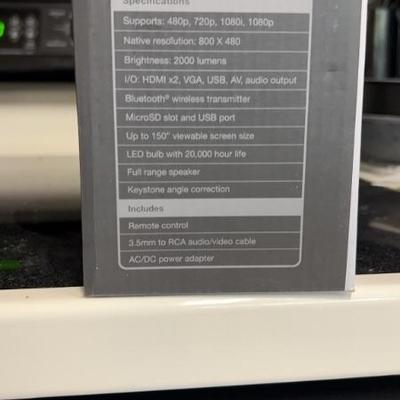 Specifications
Supports: 480p, 720p, 1080i, 1080p
Native resolution: 800 X 480
Brightness: 2000 lumens
I/O: HDMI x2, VGA, USB, AV, audio output
Bluetooth® wireless transmitter
MicroSD slot and USB port
Up to 150" viewable screen size
LED bulb with 20,000 hour life
Full range speaker
Keystone angle correction
Includes
Remote control
3.5mm to RCA audio/video cable
AC/DC power adapter